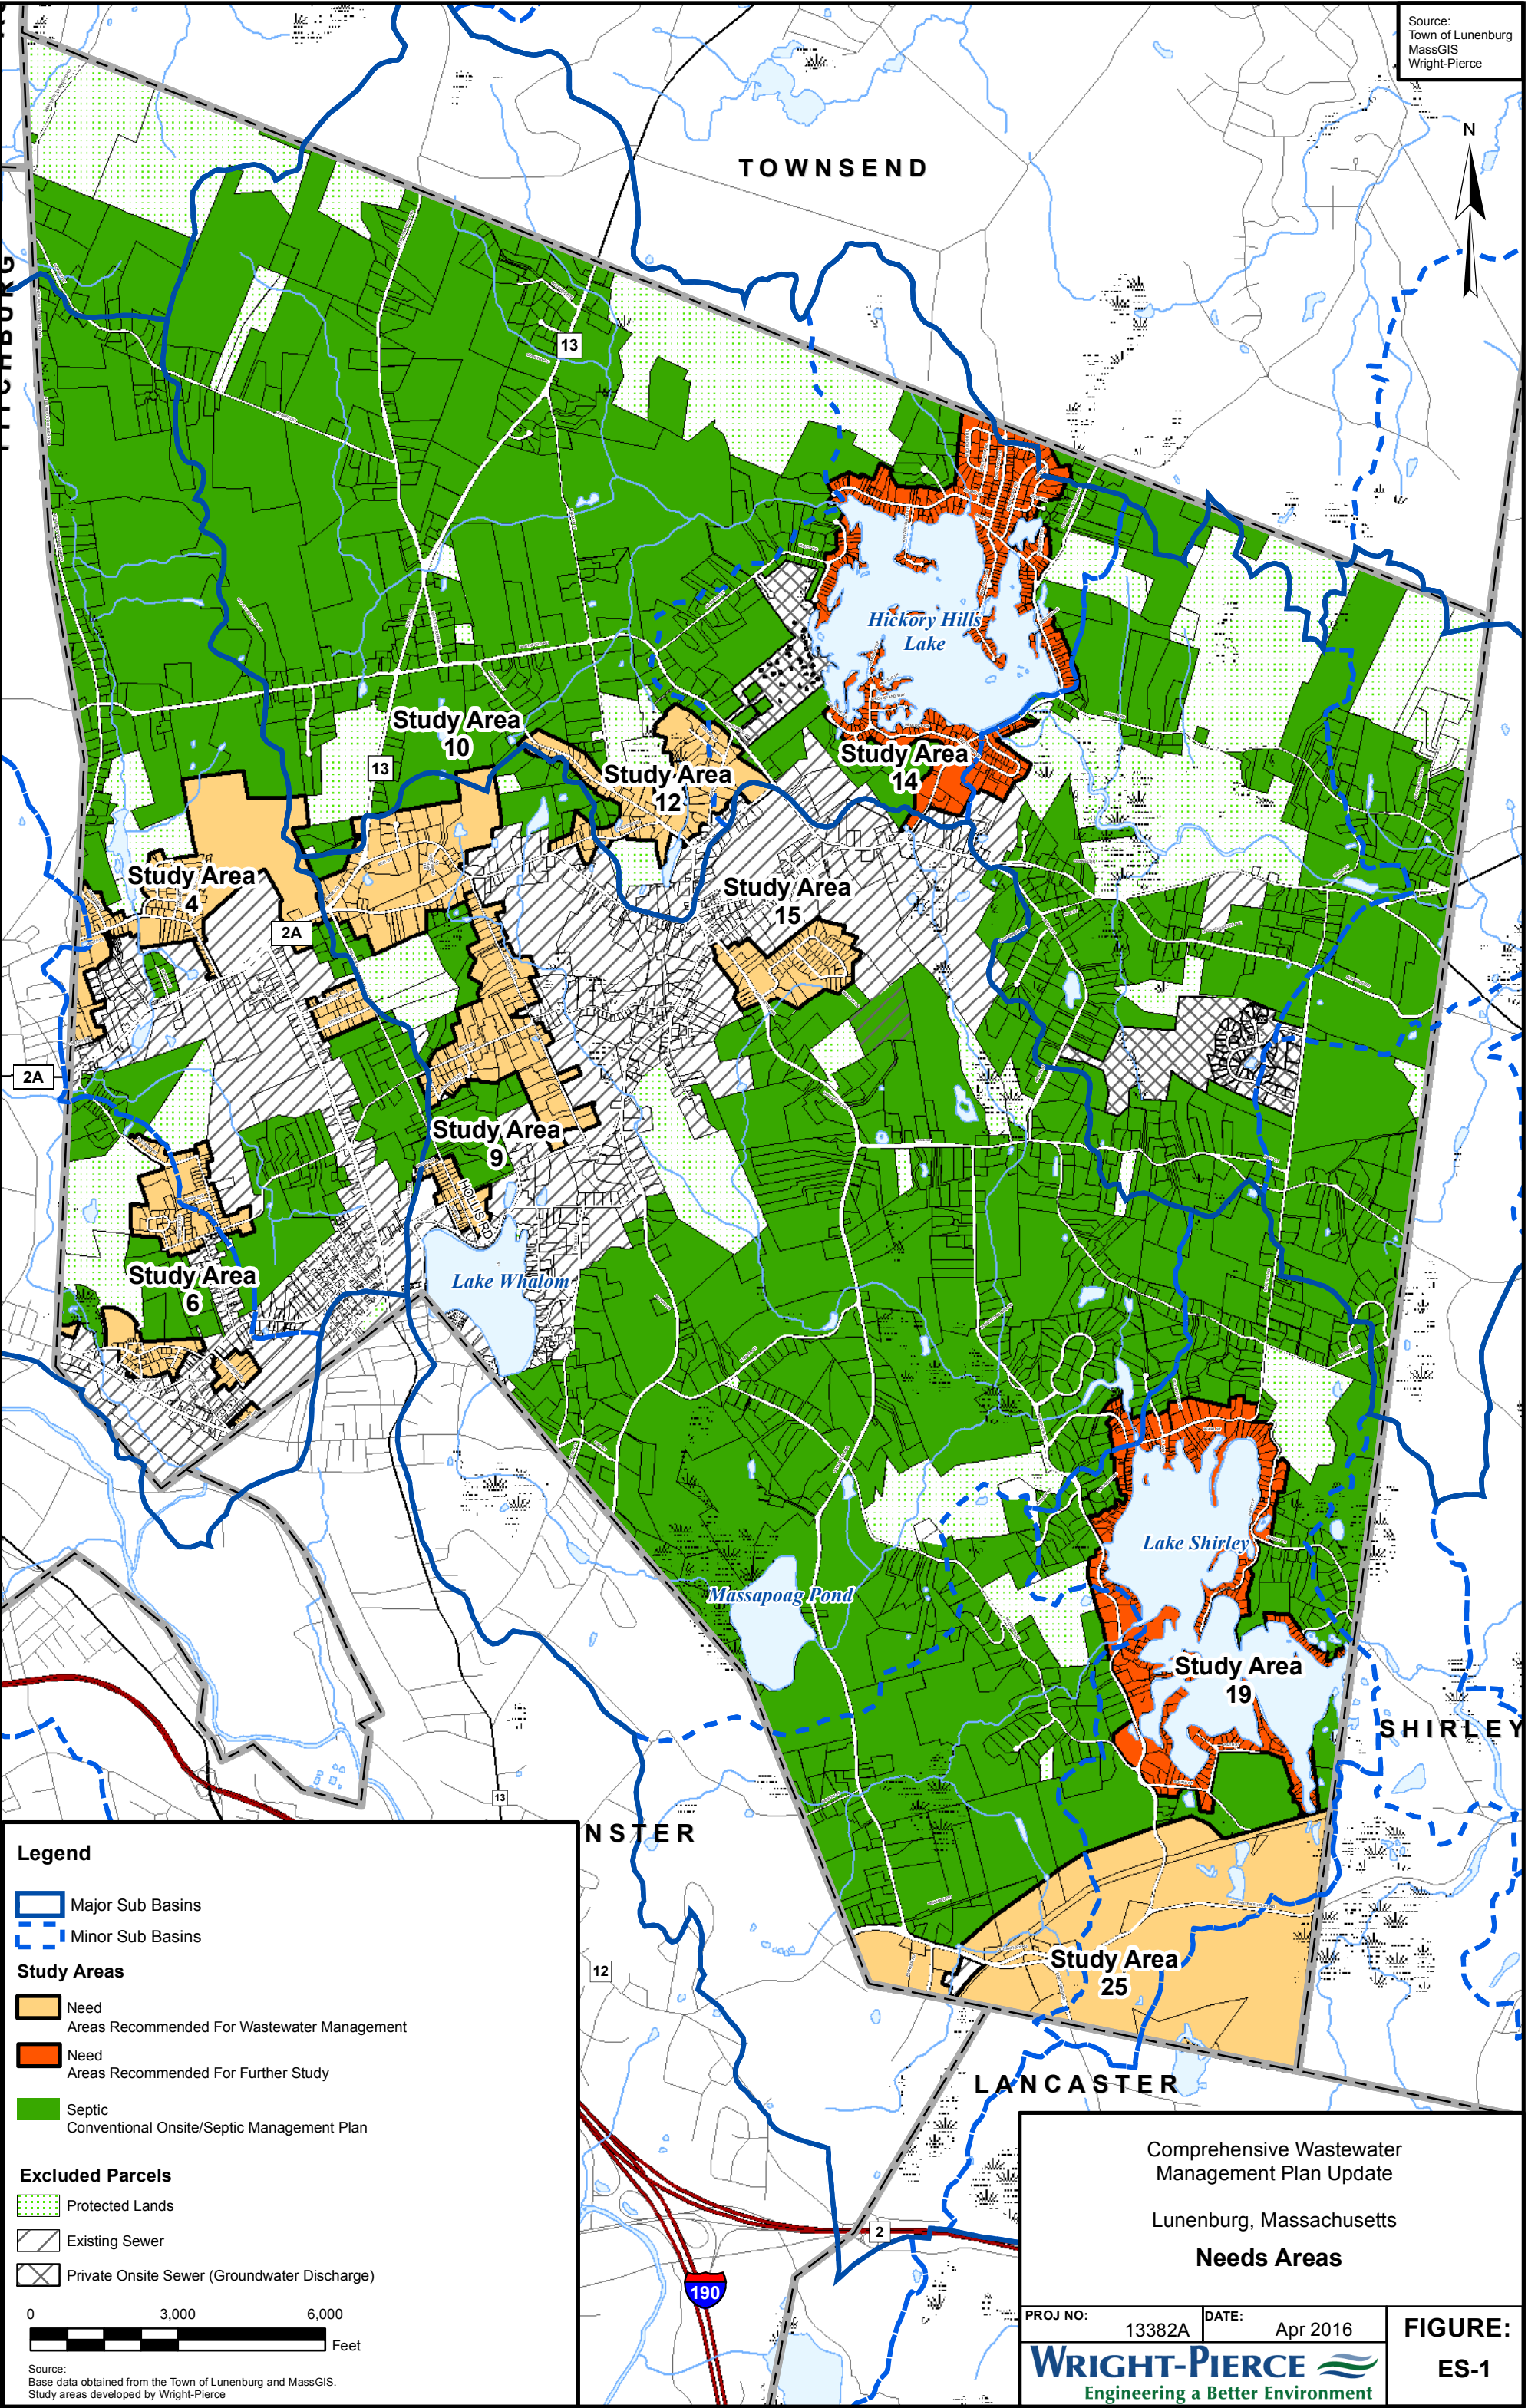 Source:
Town of Lunenburg
MassGIS
Wright-Pierce
N
TOWNSEND
13
Hickory Hills
Lake
Study Area
10
13
Study Area
12
Study Area
14
Study Area
4
Study Area
15
2A
2A
Study Area
9
HOLLIS RD
Study Area
6
Lake Whalom
Lake Shirley
Massapoag Pond
Study Area
19
SHIRLEY
13
NSTER
12
Study Area
25
LANCASTER
2
190
Legend
Major Sub Basins
Minor Sub Basins
Study Areas
Need
Areas Recommended For Wastewater Management
Need
Areas Recommended For Further Study
Septic
Conventional Onsite/Septic Management Plan
Excluded Parcels
Protected Lands
Existing Sewer
Private Onsite Sewer (Groundwater Discharge)
0 3,000 6,000
Feet
Source:
Base data obtained from the Town of Lunenburg and MassGIS.
Study areas developed by Wright-Pierce
Comprehensive Wastewater
Management Plan Update
Lunenburg, Massachusetts
Needs Areas
PROJ NO: 13382A
DATE: Apr 2016
FIGURE:
ES-1
WRIGHT-PIERCE
Engineering a Better Environment